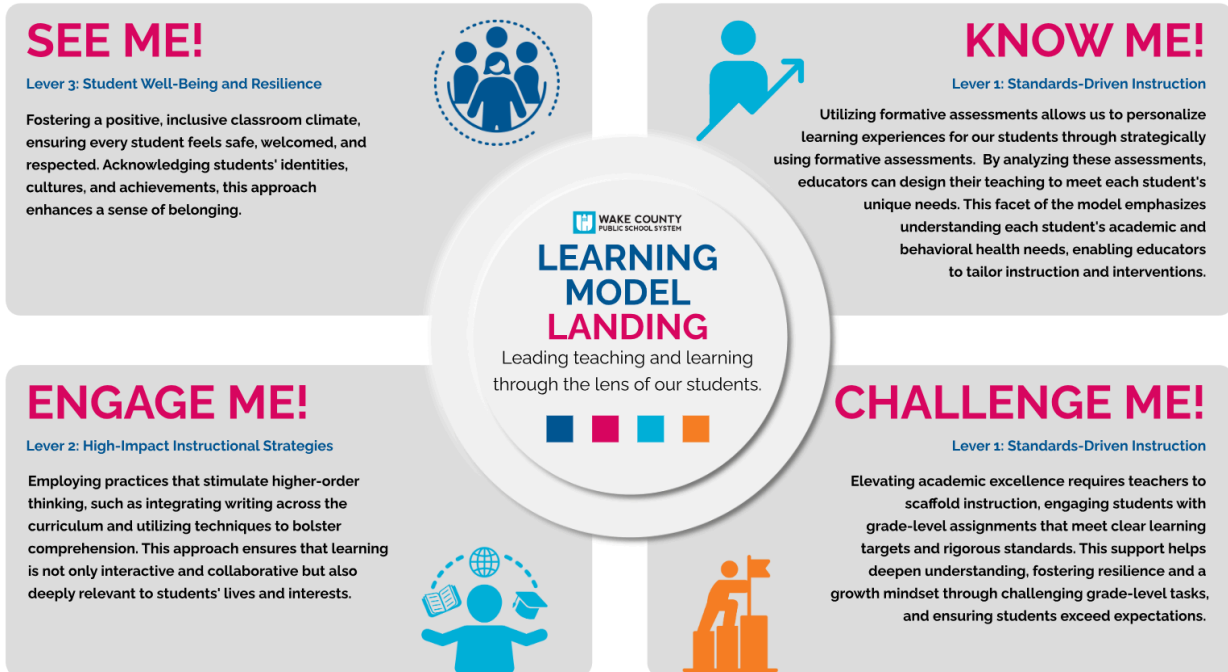 SEE ME!
Lever 3: Student Well-Being and Resilience
Fostering a positive, inclusive classroom climate,
ensuring every student feels safe, welcomed, and
respected. Acknowledging students' identities,
cultures, and achievements, this approach
enhances a sense of belonging.
KNOW ME!
Lever 1: Standards-Driven Instruction
Utilizing formative assessments allows us to personalize
learning experiences for our students through strategically
using formative assessments. By analyzing these assessments,
educators can design their teaching to meet each student's
unique needs. This facet of the model emphasizes
understanding each student's academic and
behavioral health needs, enabling educators
to tailor instruction and interventions.
WAKE COUNTY
PUBLIC SCHOOL SYSTEM
LEARNING
MODEL
LANDING
Leading teaching and learning
through the lens of our students.
ENGAGE ME!
Lever 2: High-Impact Instructional Strategies
Employing practices that stimulate higher-order
thinking, such as integrating writing across the
curriculum and utilizing techniques to bolster
comprehension. This approach ensures that learning
is not only interactive and collaborative but also
deeply relevant to students' lives and interests.
CHALLENGE ME!
Lever 1: Standards-Driven Instruction
Elevating academic excellence requires teachers to
scaffold instruction, engaging students with
grade-level assignments that meet clear learning
targets and rigorous standards. This support helps
deepen understanding, fostering resilience and a
growth mindset through challenging grade-level tasks,
and ensuring students exceed expectations.